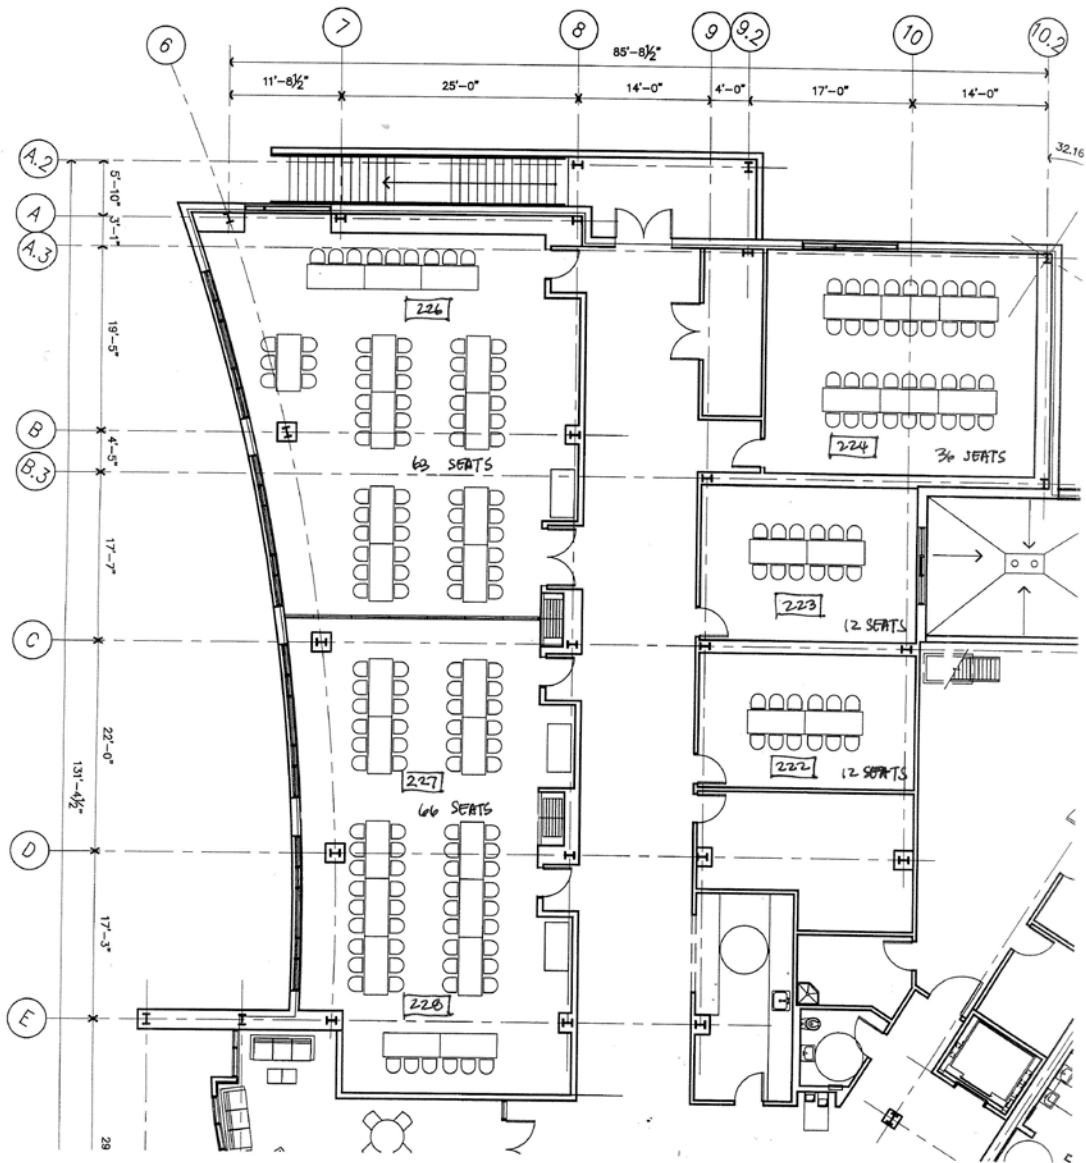 6
7
8
9
9.2
10
10.2
85'-8½"
11'-8½"
25'-0"
14'-0"
4'-0"
17'-0"
14'-0"
32.16
A.2
5'-10"
A
3'-1"
A.3
226
19'-5"
B
4'-5"
B.3
63 SEATS
224
36 SEATS
17'-7"
223
12 SEATS
C
22'-0"
131'-4½"
222
12 SEATS
227
66 SEATS
D
17'-3"
228
E
29